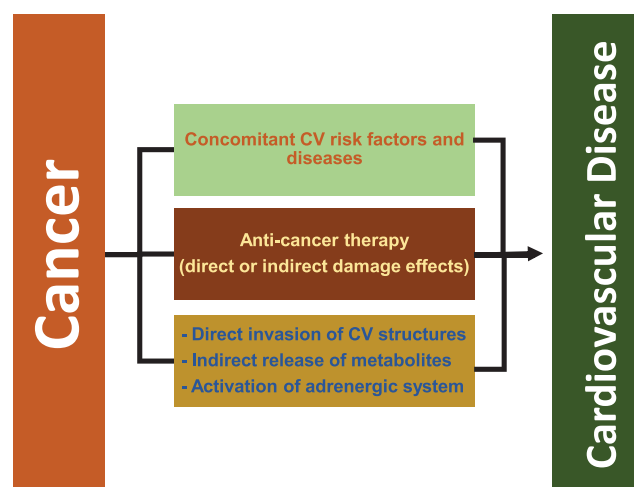 Cancer
Concomitant CV risk factors and
diseases
Anti-cancer therapy
(direct or indirect damage effects)
- Direct invasion of CV structures
- Indirect release of metabolites
- Activation of adrenergic system
Cardiovascular Disease